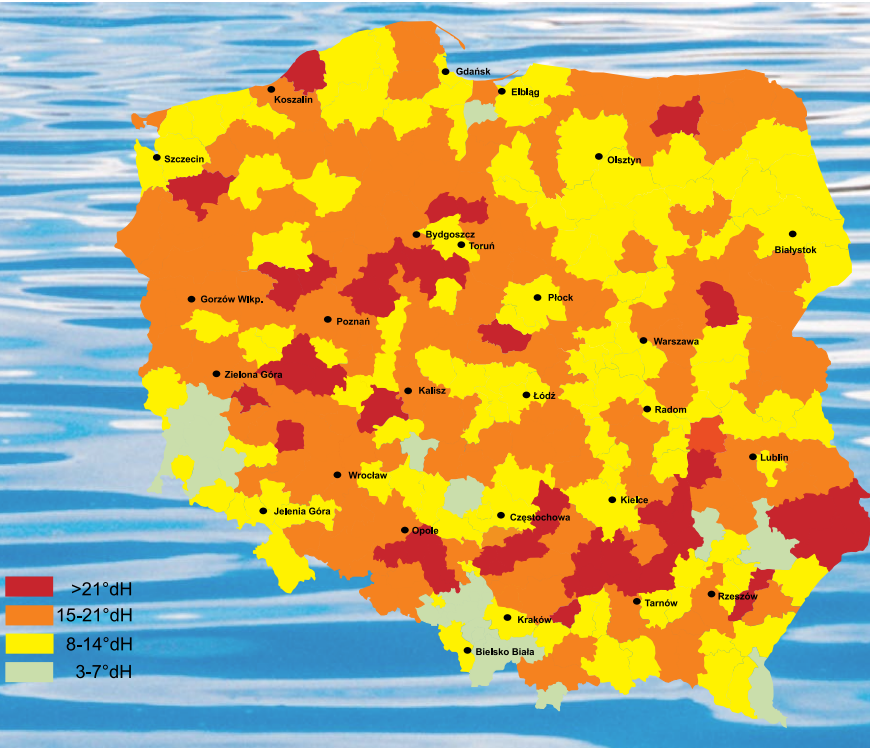 Gdańsk
Elbląg
Koszalin
Szczecin
Olsztyn
Bydgoszcz
Toruń
Białystok
Gorzów Wlkp.
Płock
Poznań
Warszawa
Zielona Góra
Kalisz
Łódź
Radom
Lublin
Wrocław
Kielce
Jelenia Góra
Częstochowa
Opole
>21°dH
15-21°dH
8-14°dH
3-7°dH
Rzeszów
Tarnów
Kraków
Bielsko Biała